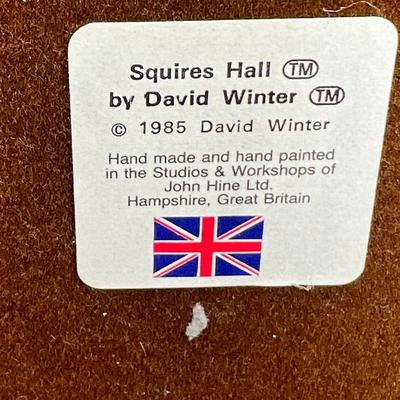 Squires Hall ™
by David Winter ™
© 1985 David Winter
Hand made and hand painted
in the Studios & Workshops of
John Hine Ltd.
Hampshire, Great Britain